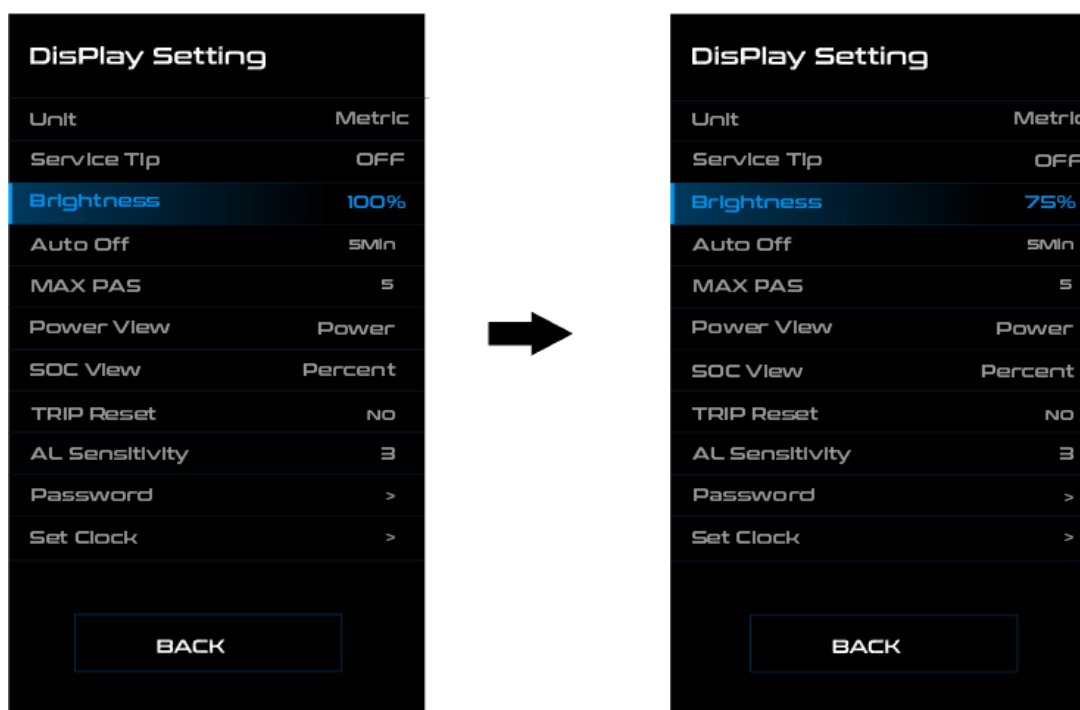 DisPlay Setting
Unit Metric
Service Tip OFF
Brightness 100%
Auto Off 5Min
MAX PAS 5
Power View Power
SOC View Percent
TRIP Reset NO
AL Sensitivity 3
Password >
Set Clock >
BACK
DisPlay Setting
Unit Metric
Service Tip OFF
Brightness 75%
Auto Off 5Min
MAX PAS 5
Power View Power
SOC View Percent
TRIP Reset NO
AL Sensitivity 3
Password >
Set Clock >
BACK